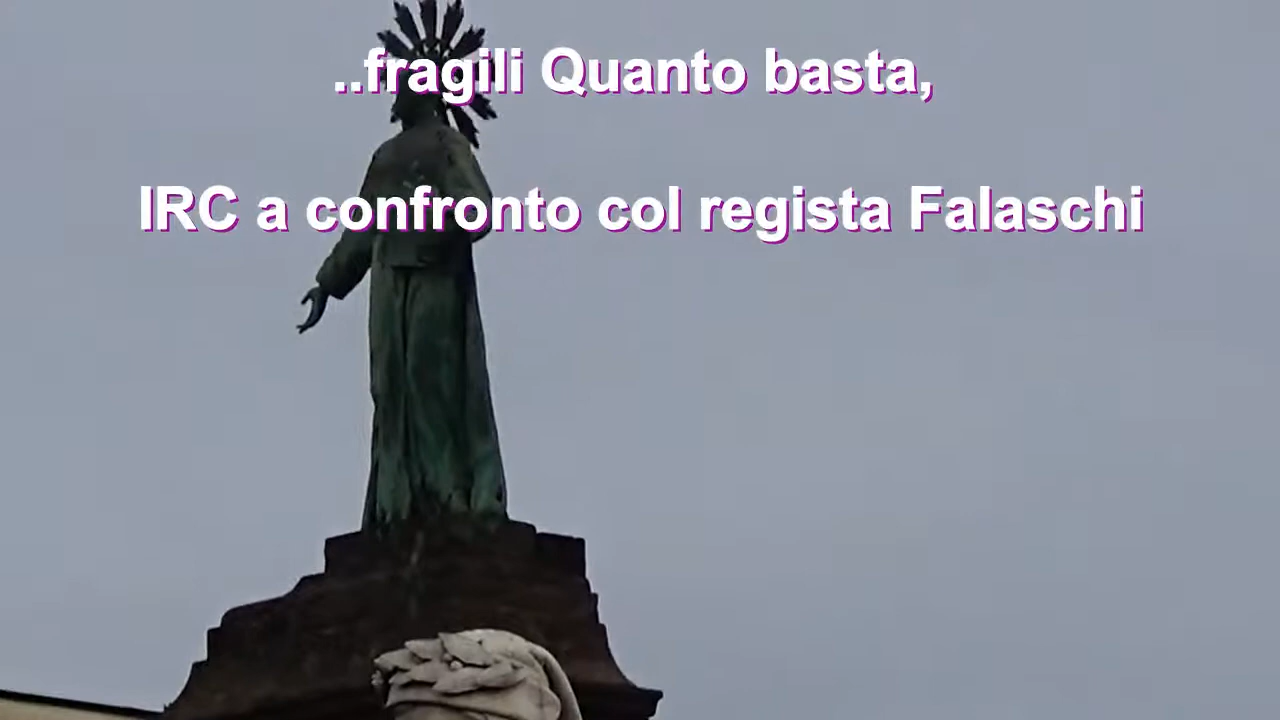 ..fragili Quanto basta,
IRC a confronto col regista Falaschi